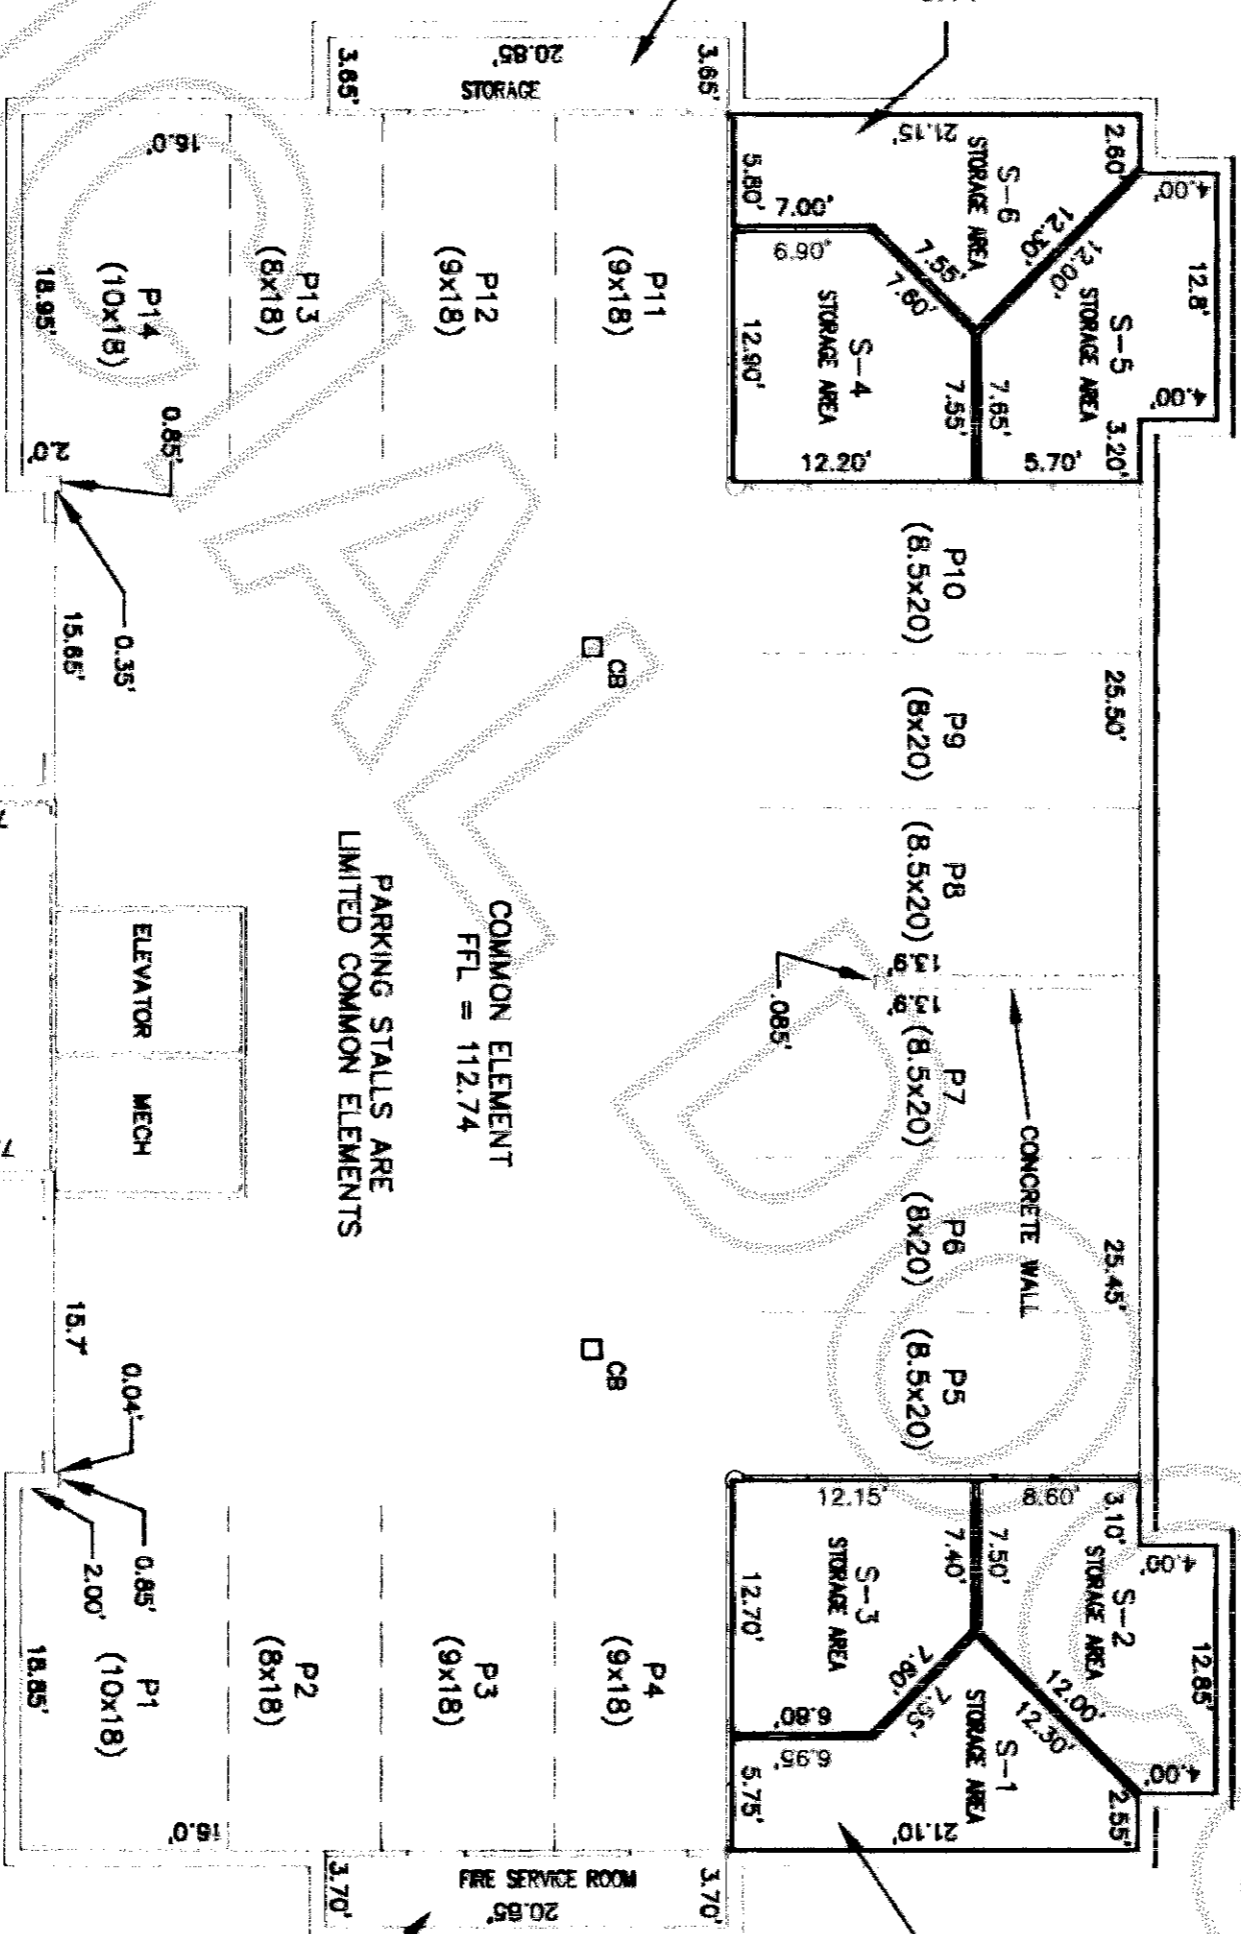 3.65'
20.85'
STORAGE
3.65'
16.0'
P14
(10x18)
18.95'
2.0'
0.85'
0.35'
15.65'
P13
(8x18)
P12
(9x18)
P11
(9x18)
21.15'
S-6
STORAGE AREA
2.60'
5.80'
7.00'
7.55'
12.30'
6.90'
7.60'
S-4
STORAGE AREA
12.90'
12.20'
7.55'
12.00'
S-5
STORAGE AREA
4.00'
12.8'
4.00'
3.20'
7.65'
5.70'
P10
(8.5x20)
25.50'
P9
(8x20)
P8
(8.5x20)
13.9'
13.9'
.085'
P7
(8.5x20)
CONCRETE WALL
P6
(8x20)
25.45'
P5
(8.5x20)
CB
CB
COMMON ELEMENT
FFL = 112.74
PARKING STALLS ARE
LIMITED COMMON ELEMENTS
ELEVATOR
MECH
15.7'
0.04'
0.85'
2.00'
18.85'
P1
(10x18)
16.0'
P2
(8x18)
P3
(9x18)
P4
(9x18)
12.15'
S-3
STORAGE AREA
7.40'
12.70'
7.60'
6.80'
8.60'
3.10'
7.50'
S-2
STORAGE AREA
4.00'
12.85'
4.00'
12.00'
12.30'
S-1
STORAGE AREA
6.95'
5.75'
21.10'
2.55'
3.70'
FIRE SERVICE ROOM
3.70'